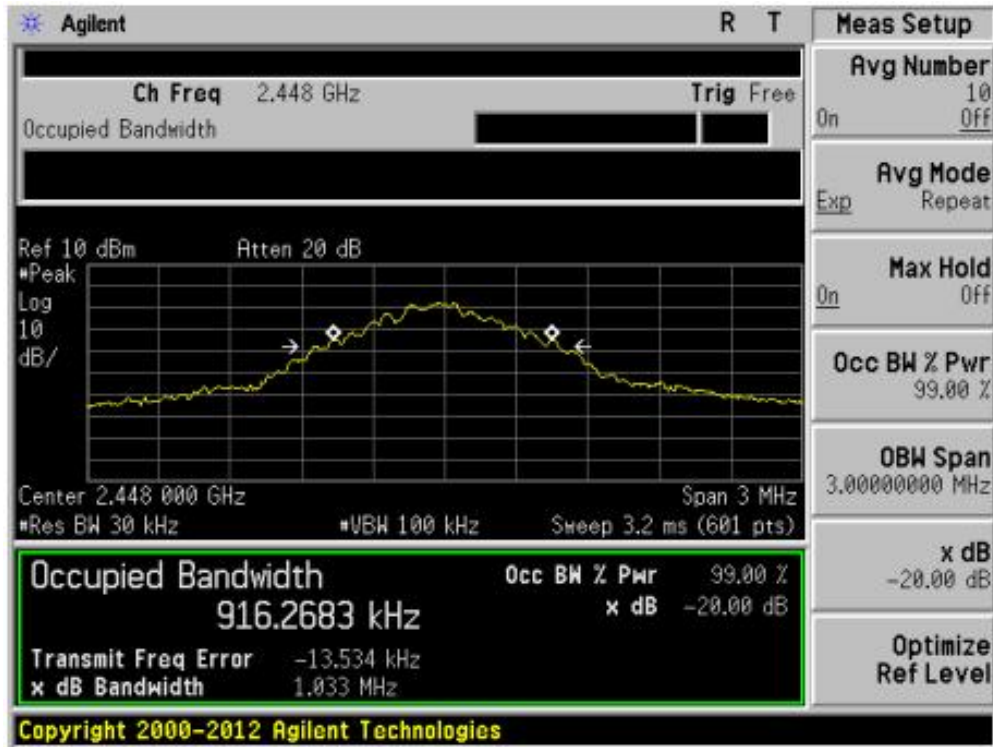 Agilent R T
Ch Freq 2.448 GHz Trig Free
Occupied Bandwidth
Ref 10 dBm Atten 20 dB
#Peak
Log
10
dB/
Center 2.448 000 GHz Span 3 MHz
#Res BW 30 kHz #VBW 100 kHz Sweep 3.2 ms (601 pts)
Occupied Bandwidth Occ BW % Pwr 99.00 %
916.2683 kHz x dB -20.00 dB
Transmit Freq Error -13.534 kHz
x dB Bandwidth 1.033 MHz
Copyright 2000-2012 Agilent Technologies
Meas Setup
Avg Number
10
On Off
Avg Mode
Exp Repeat
Max Hold
On Off
Occ BW % Pwr
99.00 %
OBW Span
3.00000000 MHz
x dB
-20.00 dB
Optimize
Ref Level